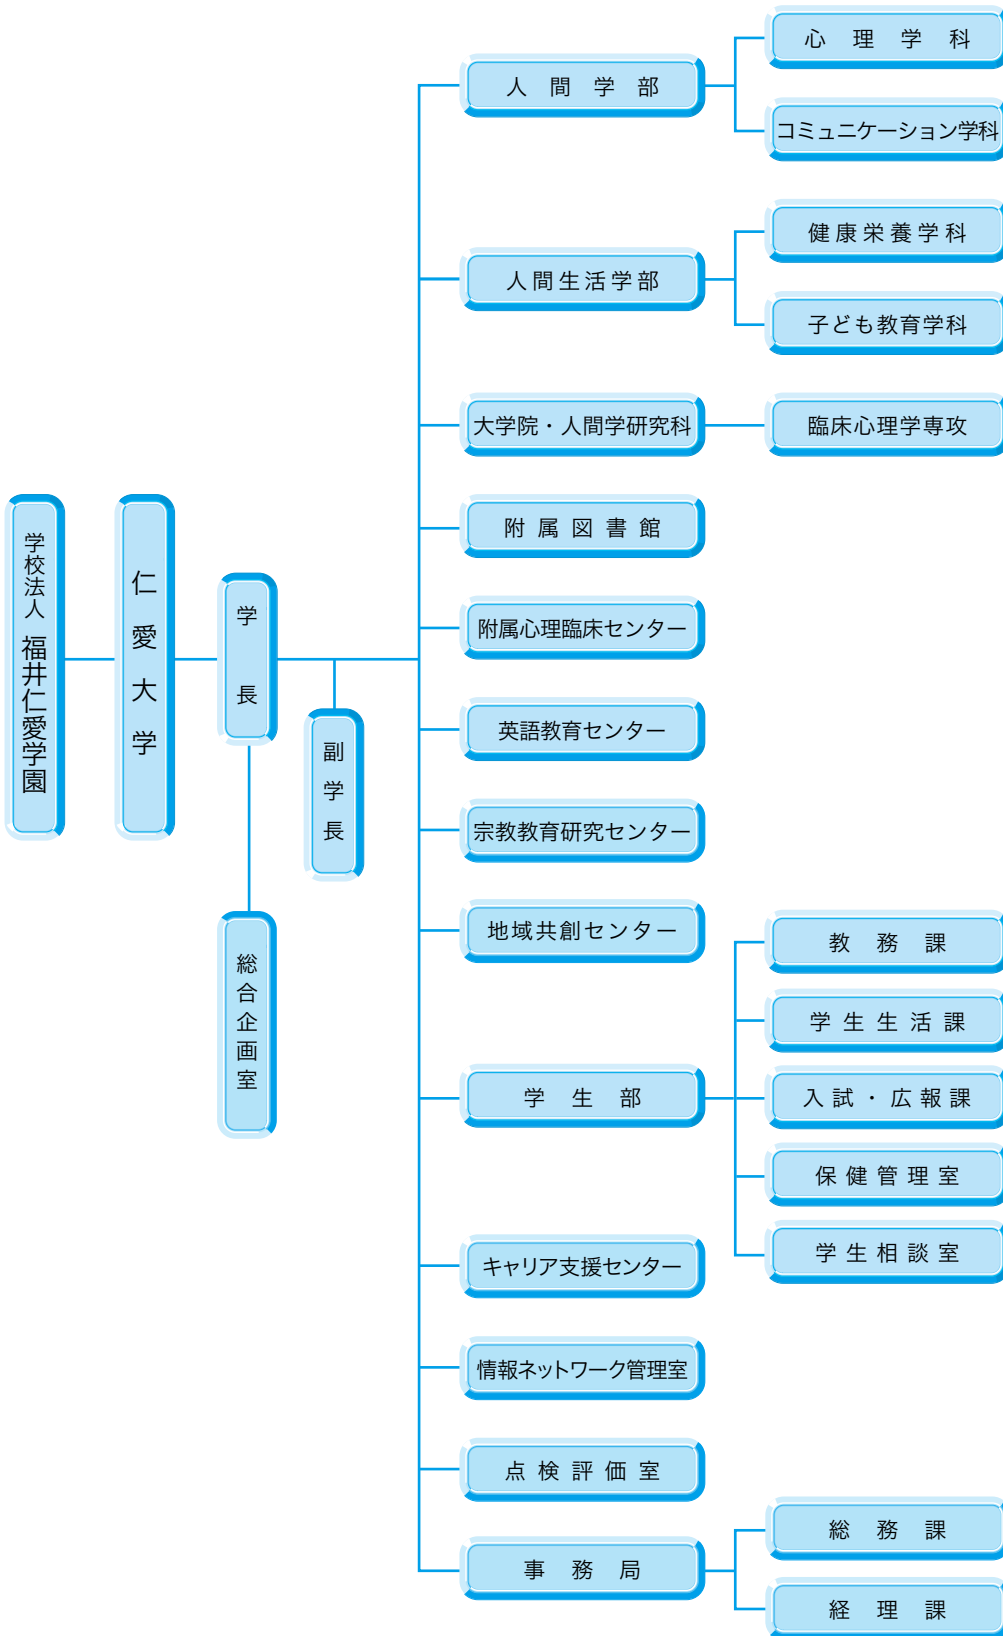 学校法人 福井仁愛学園
仁愛大学
学長
副学長
総合企画室
人間学部
心理学科
コミュニケーション学科
人間生活学部
健康栄養学科
子ども教育学科
大学院・人間学研究科
臨床心理学専攻
附属図書館
附属心理臨床センター
英語教育センター
宗教教育研究センター
地域共創センター
学生部
教務課
学生生活課
入試・広報課
保健管理室
学生相談室
キャリア支援センター
情報ネットワーク管理室
点検評価室
事務局
総務課
経理課